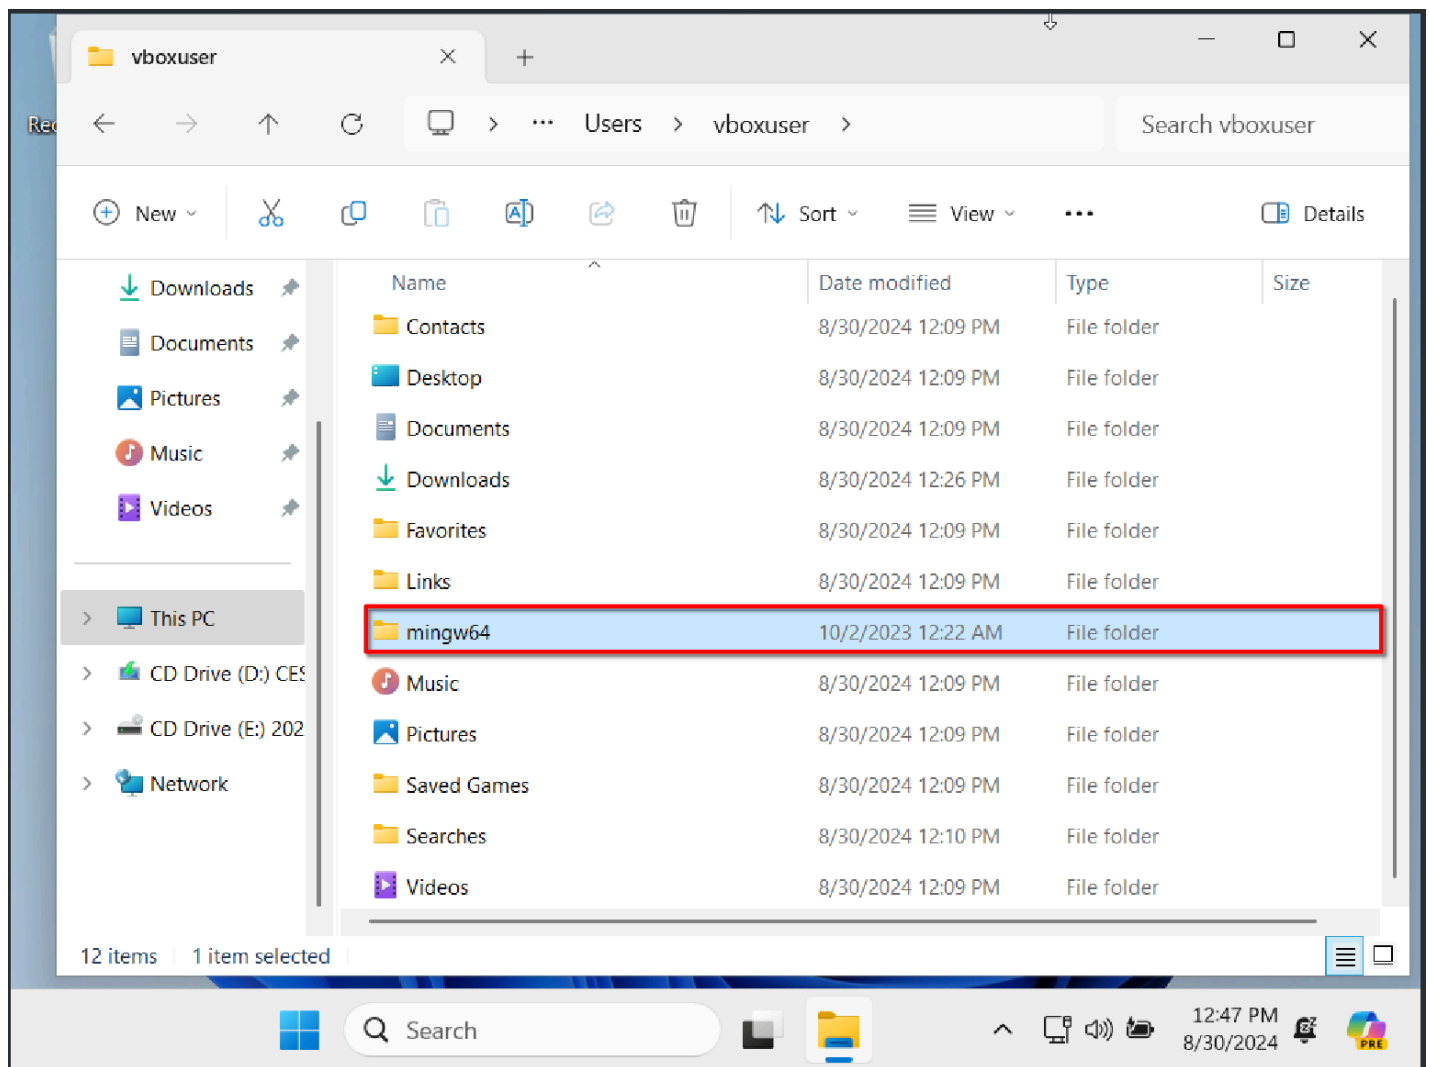 vboxuser
Rec
Users vboxuser
Search vboxuser
New Sort View Details
Name Date modified Type Size
Downloads
Documents
Pictures
Music
Videos
This PC
CD Drive (D:) CES
CD Drive (E:) 202
Network
Contacts 8/30/2024 12:09 PM File folder
Desktop 8/30/2024 12:09 PM File folder
Documents 8/30/2024 12:09 PM File folder
Downloads 8/30/2024 12:26 PM File folder
Favorites 8/30/2024 12:09 PM File folder
Links 8/30/2024 12:09 PM File folder
mingw64 10/2/2023 12:22 AM File folder
Music 8/30/2024 12:09 PM File folder
Pictures 8/30/2024 12:09 PM File folder
Saved Games 8/30/2024 12:09 PM File folder
Searches 8/30/2024 12:10 PM File folder
Videos 8/30/2024 12:09 PM File folder
12 items 1 item selected
Search
12:47 PM
8/30/2024
PRE